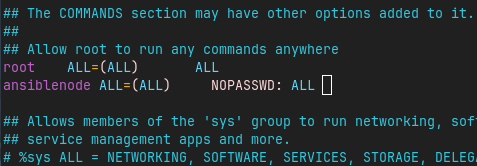 ## The COMMANDS section may have other options added to it.
##
## Allow root to run any commands anywhere
root    ALL=(ALL)       ALL
ansiblenode ALL=(ALL)     NOPASSWD: ALL

## Allows members of the 'sys' group to run networking, sof
## service management apps and more.
# %sys ALL = NETWORKING, SOFTWARE, SERVICES, STORAGE, DELEGA